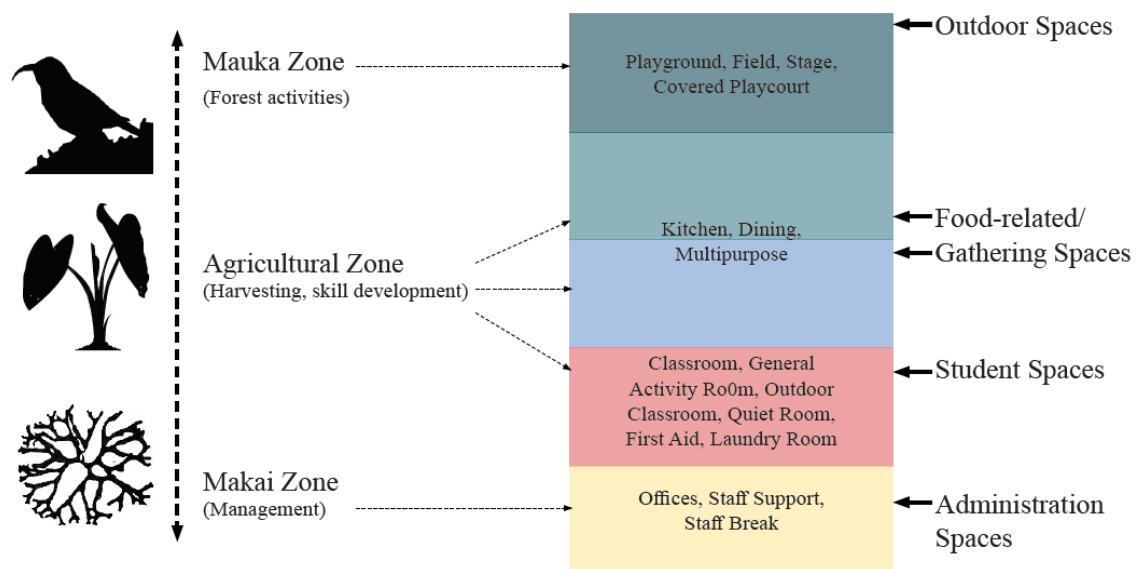 Mauka Zone
(Forest activities)
Agricultural Zone
(Harvesting, skill development)
Makai Zone
(Management)
Playground, Field, Stage,
Covered Playcourt
Kitchen, Dining,
Multipurpose
Classroom, General
Activity Ro0m, Outdoor
Classroom, Quiet Room,
First Aid, Laundry Room
Offices, Staff Support,
Staff Break
Outdoor Spaces
Food-related/
Gathering Spaces
Student Spaces
Administration
Spaces